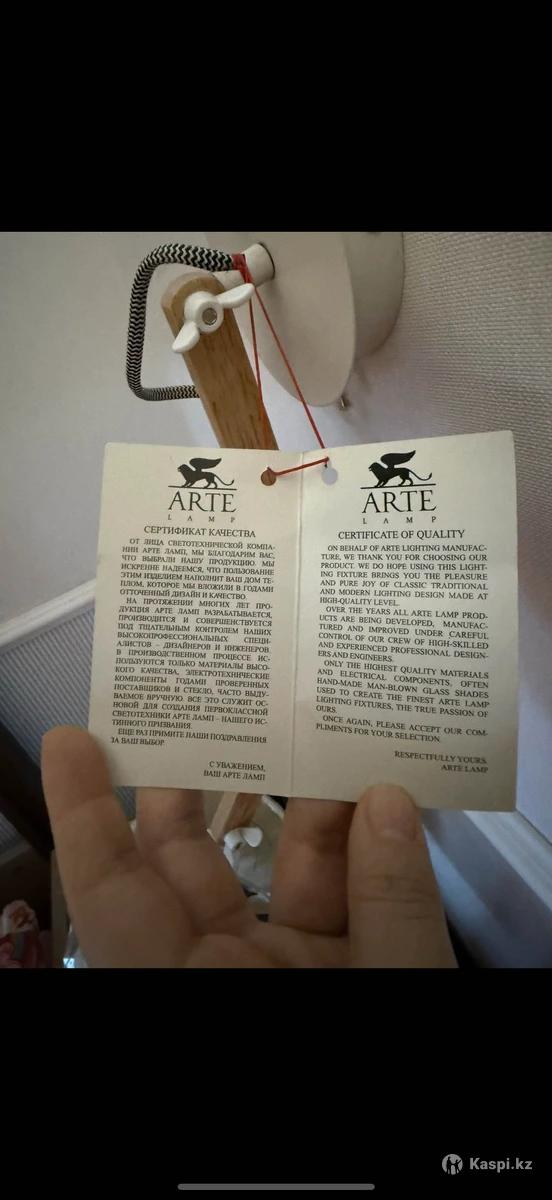 ARTE
LAMP
СЕРТИФИКАТ КАЧЕСТВА
ОТ ЛИЦА СВЕТОТЕХНИЧЕСКОЙ КОМПА-
НИИ АРТЕ ЛАМП, МЫ БЛАГОДАРИМ ВАС,
ЧТО ВЫБРАЛИ НАШУ ПРОДУКЦИЮ. МЫ
ИСКРЕННЕ НАДЕЕМСЯ, ЧТО ПОЛЬЗОВАНИЕ
ЭТИМ ИЗДЕЛИЕМ НАПОЛНИТ ВАШ ДОМ ТЕ-
ПЛОМ, КОТОРОЕ МЫ ВЛОЖИЛИ В ГОДАМИ
ОТТОЧЕННЫЙ ДИЗАЙН И КАЧЕСТВО.
НА ПРОТЯЖЕНИИ МНОГИХ ЛЕТ ПРО-
ДУКЦИЯ АРТЕ ЛАМП РАЗРАБАТЫВАЕТСЯ,
ПРОИЗВОДИТСЯ И СОВЕРШЕНСТВУЕТСЯ
ПОД ТЩАТЕЛЬНЫМ КОНТРОЛЕМ НАШИХ
ВЫСОКОПРОФЕССИОНАЛЬНЫХ СПЕЦИ-
АЛИСТОВ – ДИЗАЙНЕРОВ И ИНЖЕНЕРОВ.
В ПРОИЗВОДСТВЕННОМ ПРОЦЕССЕ ИС-
ПОЛЬЗУЮТСЯ ТОЛЬКО МАТЕРИАЛЫ ВЫСО-
КОГО КАЧЕСТВА, ЭЛЕКТРОТЕХНИЧЕСКИЕ
КОМПОНЕНТЫ ГОДАМИ ПРОВЕРЕННЫХ
ПОСТАВЩИКОВ И СТЕКЛО, ЧАСТО ВЫДУ-
ВАЕМОЕ ВРУЧНУЮ. ВСЕ ЭТО СЛУЖИТ ОС-
НОВОЙ ДЛЯ СОЗДАНИЯ ПЕРВОКЛАССНОЙ
СВЕТОТЕХНИКИ АРТЕ ЛАМП – НАШЕГО ИС-
ТИННОГО ПРИЗВАНИЯ.
ЕЩЕ РАЗ ПРИМИТЕ НАШИ ПОЗДРАВЛЕНИЯ
ЗА ВАШ ВЫБОР.
С УВАЖЕНИЕМ,
ВАШ АРТЕ ЛАМП
ARTE
LAMP
CERTIFICATE OF QUALITY
ON BEHALF OF ARTE LIGHTING MANUFAC-
TURE, WE THANK YOU FOR CHOOSING OUR
PRODUCT. WE DO HOPE USING THIS LIGHT-
ING FIXTURE BRINGS YOU THE PLEASURE
AND PURE JOY OF CLASSIC TRADITIONAL
AND MODERN LIGHTING DESIGN MADE AT
HIGH-QUALITY LEVEL.
OVER THE YEARS ALL ARTE LAMP PROD-
UCTS ARE BEING DEVELOPED, MANUFAC-
TURED AND IMPROVED UNDER CAREFUL
CONTROL OF OUR CREW OF HIGH-SKILLED
AND EXPERIENCED PROFESSIONAL DESIGN-
ERS AND ENGINEERS.
ONLY THE HIGHEST QUALITY MATERIALS
AND ELECTRICAL COMPONENTS, OFTEN
HAND-MADE MAN-BLOWN GLASS SHADES
USED TO CREATE THE FINEST ARTE LAMP
LIGHTING FIXTURES, THE TRUE PASSION OF
OURS.
ONCE AGAIN, PLEASE ACCEPT OUR COM-
PLIMENTS FOR YOUR SELECTION.
RESPECTFULLY YOURS.
ARTE LAMP
Kaspi.kz